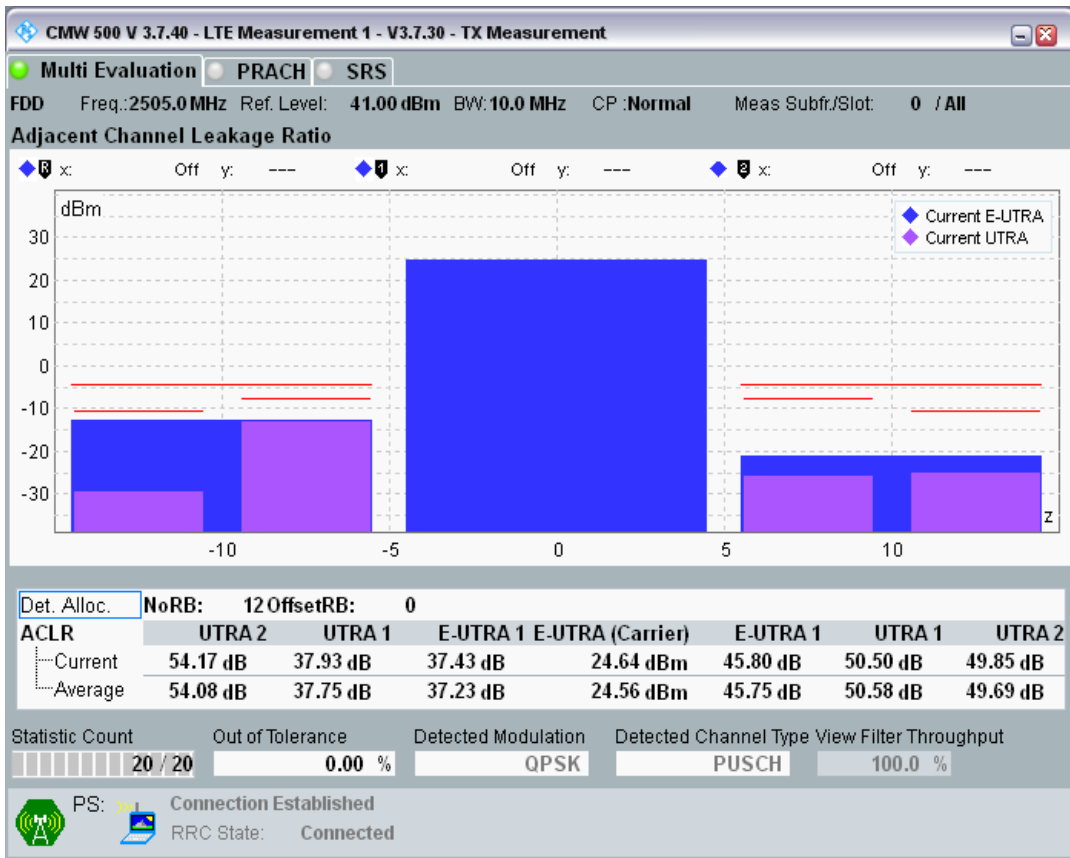 CMW 500 V 3.7.40 - LTE Measurement 1 - V3.7.30 - TX Measurement
Multi Evaluation PRACH SRS
FDD Freq.:2505.0 MHz Ref. Level: 41.00 dBm BW:10.0 MHz CP :Normal Meas Subfr./Slot: 0 / All
Adjacent Channel Leakage Ratio
R x: Off y: --- 1 x: Off y: --- 2 x: Off y: ---
dBm
Current E-UTRA
Current UTRA
30
20
10
0
-10
-20
-30
z
-10 -5 0 5 10
Det. Alloc. NoRB: 12 OffsetRB: 0
ACLR UTRA 2 UTRA 1 E-UTRA 1 E-UTRA (Carrier) E-UTRA 1 UTRA 1 UTRA 2
Current 54.17 dB 37.93 dB 37.43 dB 24.64 dBm 45.80 dB 50.50 dB 49.85 dB
Average 54.08 dB 37.75 dB 37.23 dB 24.56 dBm 45.75 dB 50.58 dB 49.69 dB
Statistic Count Out of Tolerance Detected Modulation Detected Channel Type View Filter Throughput
20 / 20 0.00 % QPSK PUSCH 100.0 %
PS: Connection Established
RRC State: Connected